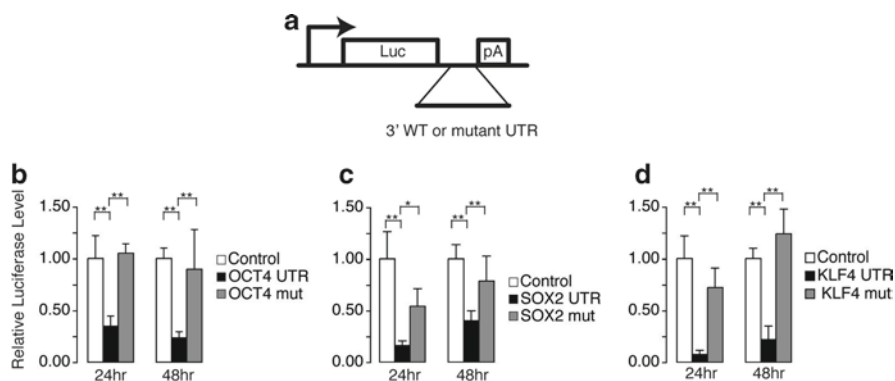 a
Luc
pA
3' WT or mutant UTR
b
Relative Luciferase Level
1.50
1.00
0.50
0.00
**
**
**
**
24hr
48hr
Control
OCT4 UTR
OCT4 mut
c
1.50
1.00
0.50
0.00
**
*
**
**
24hr
48hr
Control
SOX2 UTR
SOX2 mut
d
1.50
1.00
0.50
0.00
**
**
**
**
24hr
48hr
Control
KLF4 UTR
KLF4 mut